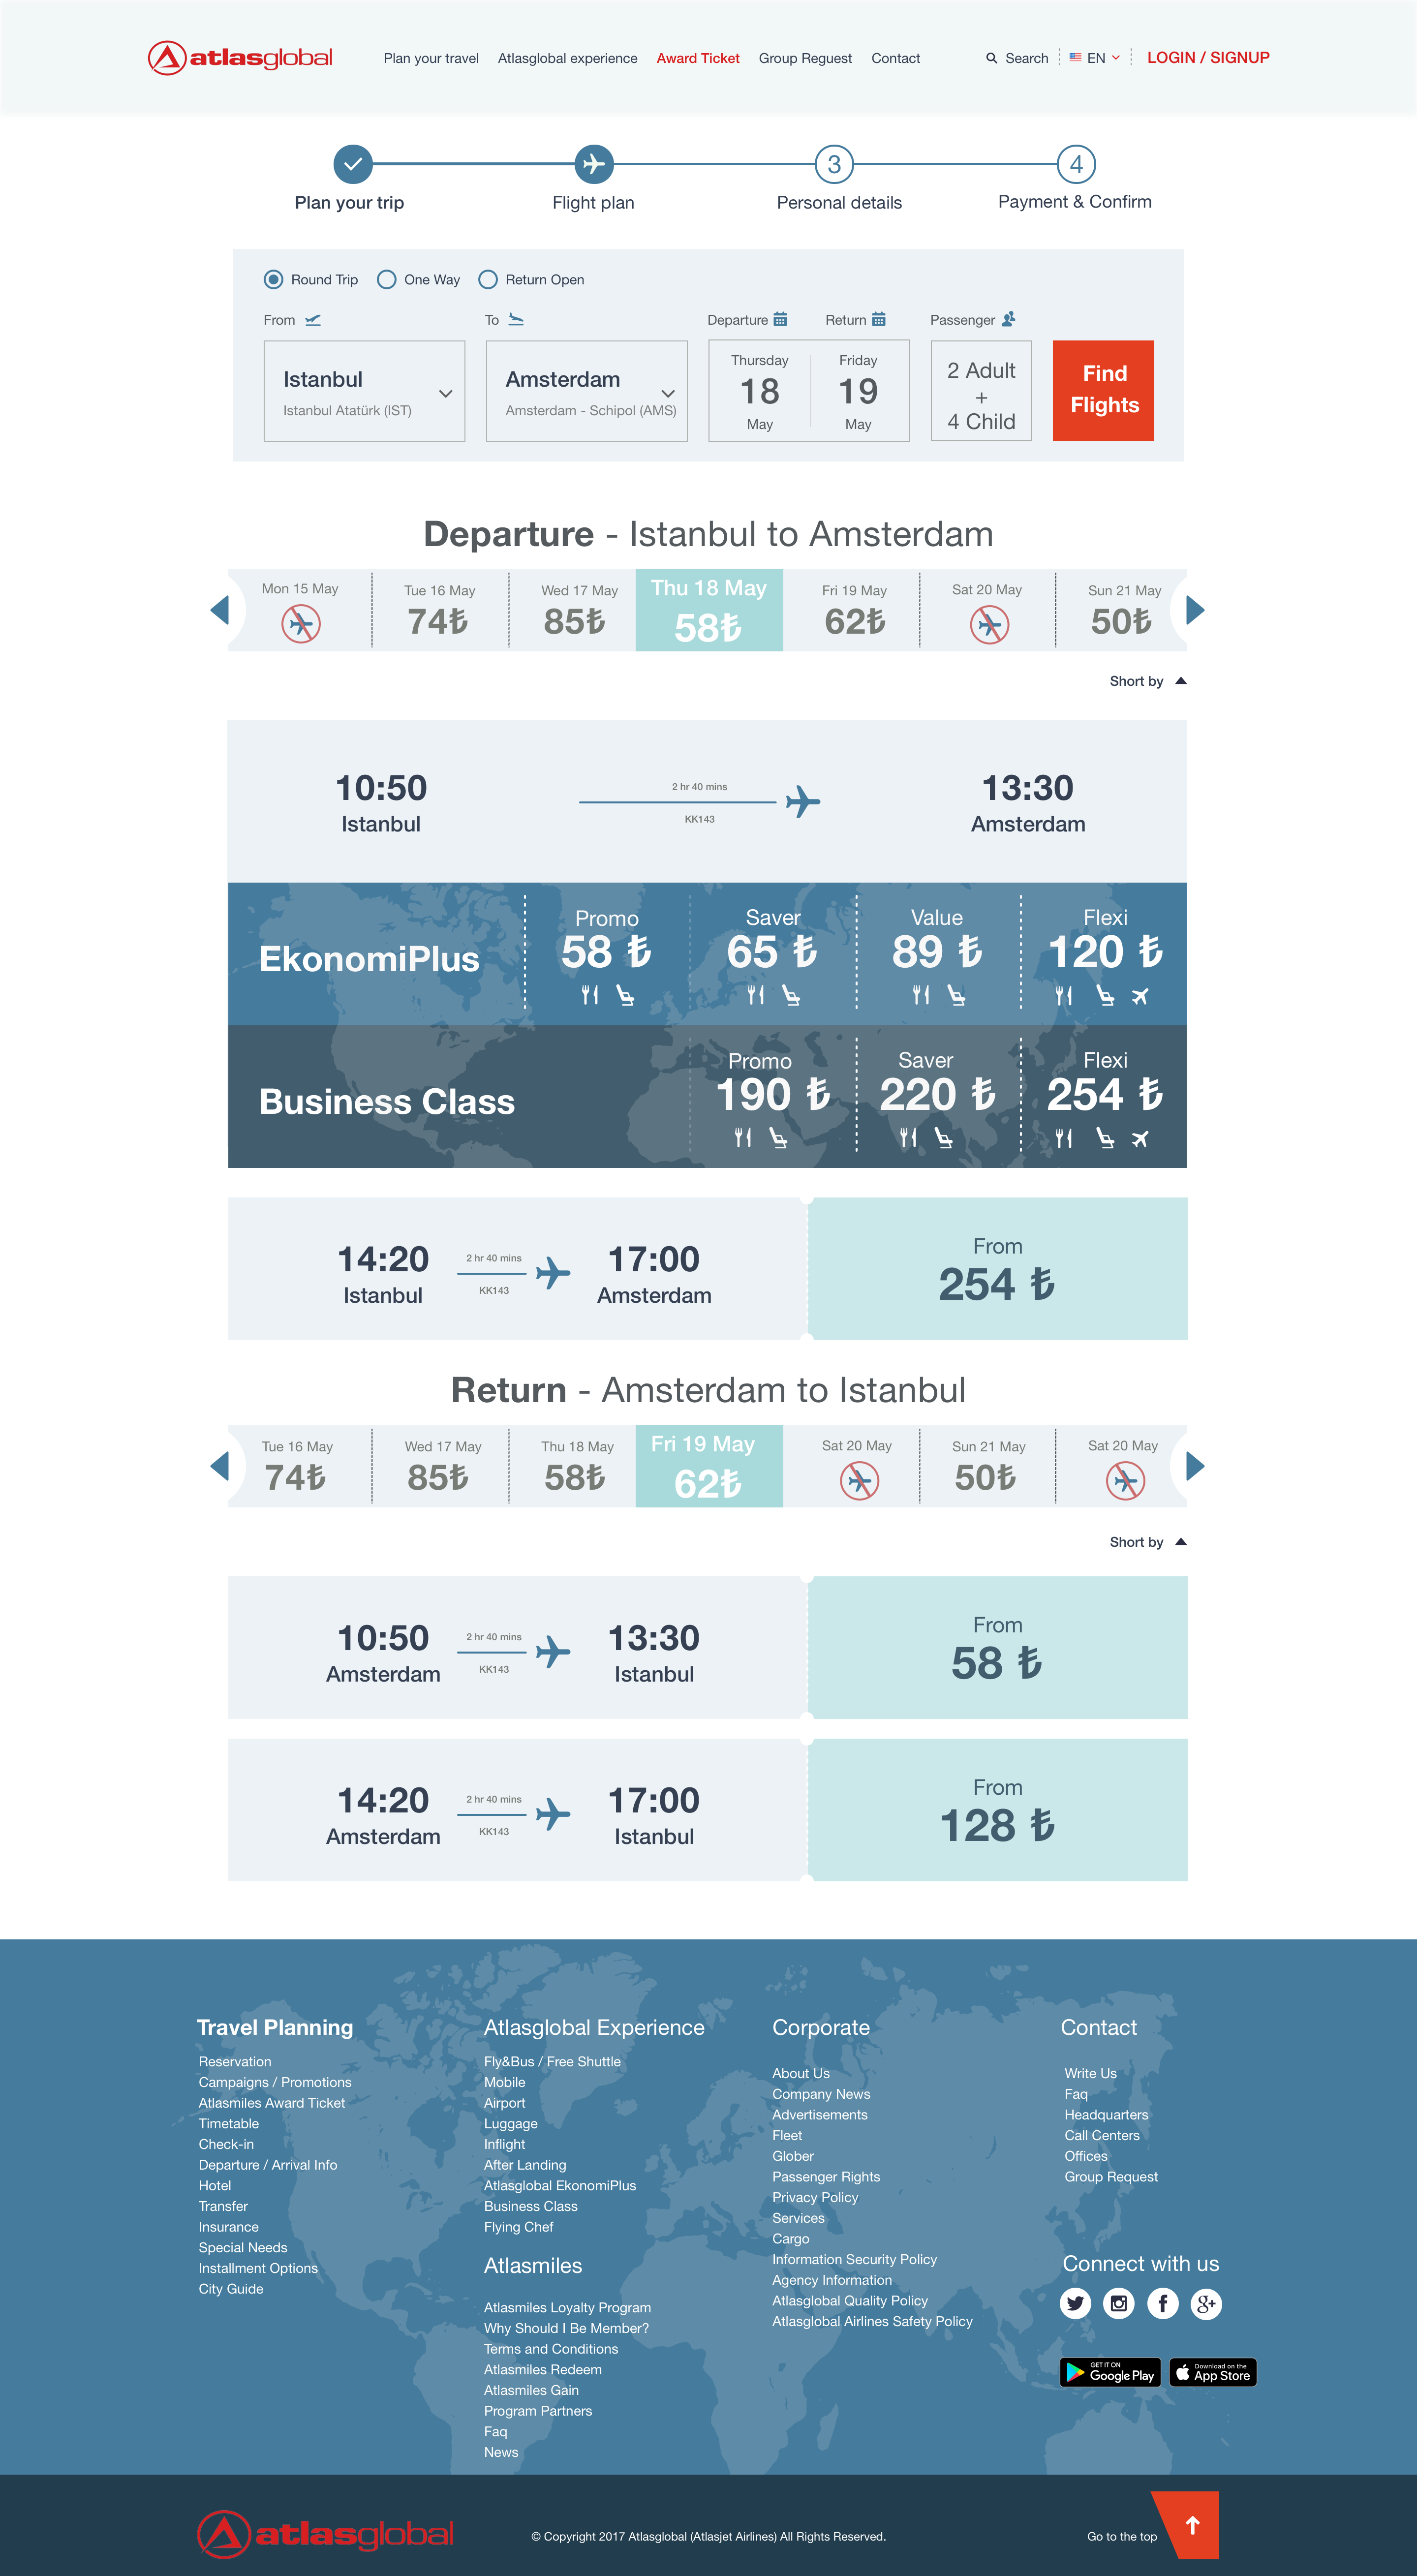 atlasglobal
Plan your travel Atlasglobal experience Award Ticket Group Reguest Contact Search EN LOGIN / SIGNUP
3 4
Plan your trip Flight plan Personal details Payment & Confirm
Round Trip One Way Return Open
From To Departure Return Passenger
Istanbul
Istanbul Atatürk (IST)
Amsterdam
Amsterdam - Schipol (AMS)
Thursday
18
May
Friday
19
May
2 Adult
+
4 Child
Find
Flights
Departure - Istanbul to Amsterdam
Mon 15 May Tue 16 May Wed 17 May Thu 18 May Fri 19 May Sat 20 May Sun 21 May
74₺ 85₺ 58₺ 62₺ 50₺
Short by
10:50 2 hr 40 mins 13:30
Istanbul KK143 Amsterdam
EkonomiPlus
Promo Saver Value Flexi
58 ₺ 65 ₺ 89 ₺ 120 ₺
Business Class
Promo Saver Flexi
190 ₺ 220 ₺ 254 ₺
14:20 2 hr 40 mins 17:00
Istanbul KK143 Amsterdam
From
254 ₺
Return - Amsterdam to Istanbul
Tue 16 May Wed 17 May Thu 18 May Fri 19 May Sat 20 May Sun 21 May Sat 20 May
74₺ 85₺ 58₺ 62₺ 50₺
Short by
10:50 2 hr 40 mins 13:30
Amsterdam KK143 Istanbul
From
58 ₺
14:20 2 hr 40 mins 17:00
Amsterdam KK143 Istanbul
From
128 ₺
Travel Planning
Reservation
Campaigns / Promotions
Atlasmiles Award Ticket
Timetable
Check-in
Departure / Arrival Info
Hotel
Transfer
Insurance
Special Needs
Installment Options
City Guide
Atlasglobal Experience
Fly&Bus / Free Shuttle
Mobile
Airport
Luggage
Inflight
After Landing
Atlasglobal EkonomiPlus
Business Class
Flying Chef
Atlasmiles
Atlasmiles Loyalty Program
Why Should I Be Member?
Terms and Conditions
Atlasmiles Redeem
Atlasmiles Gain
Program Partners
Faq
News
Corporate
About Us
Company News
Advertisements
Fleet
Glober
Passenger Rights
Privacy Policy
Services
Cargo
Information Security Policy
Agency Information
Atlasglobal Quality Policy
Atlasglobal Airlines Safety Policy
Contact
Write Us
Faq
Headquarters
Call Centers
Offices
Group Request
Connect with us
GET IT ON
Google Play
Download on the
App Store
atlasglobal
© Copyright 2017 Atlasglobal (Atlasjet Airlines) All Rights Reserved.
Go to the top